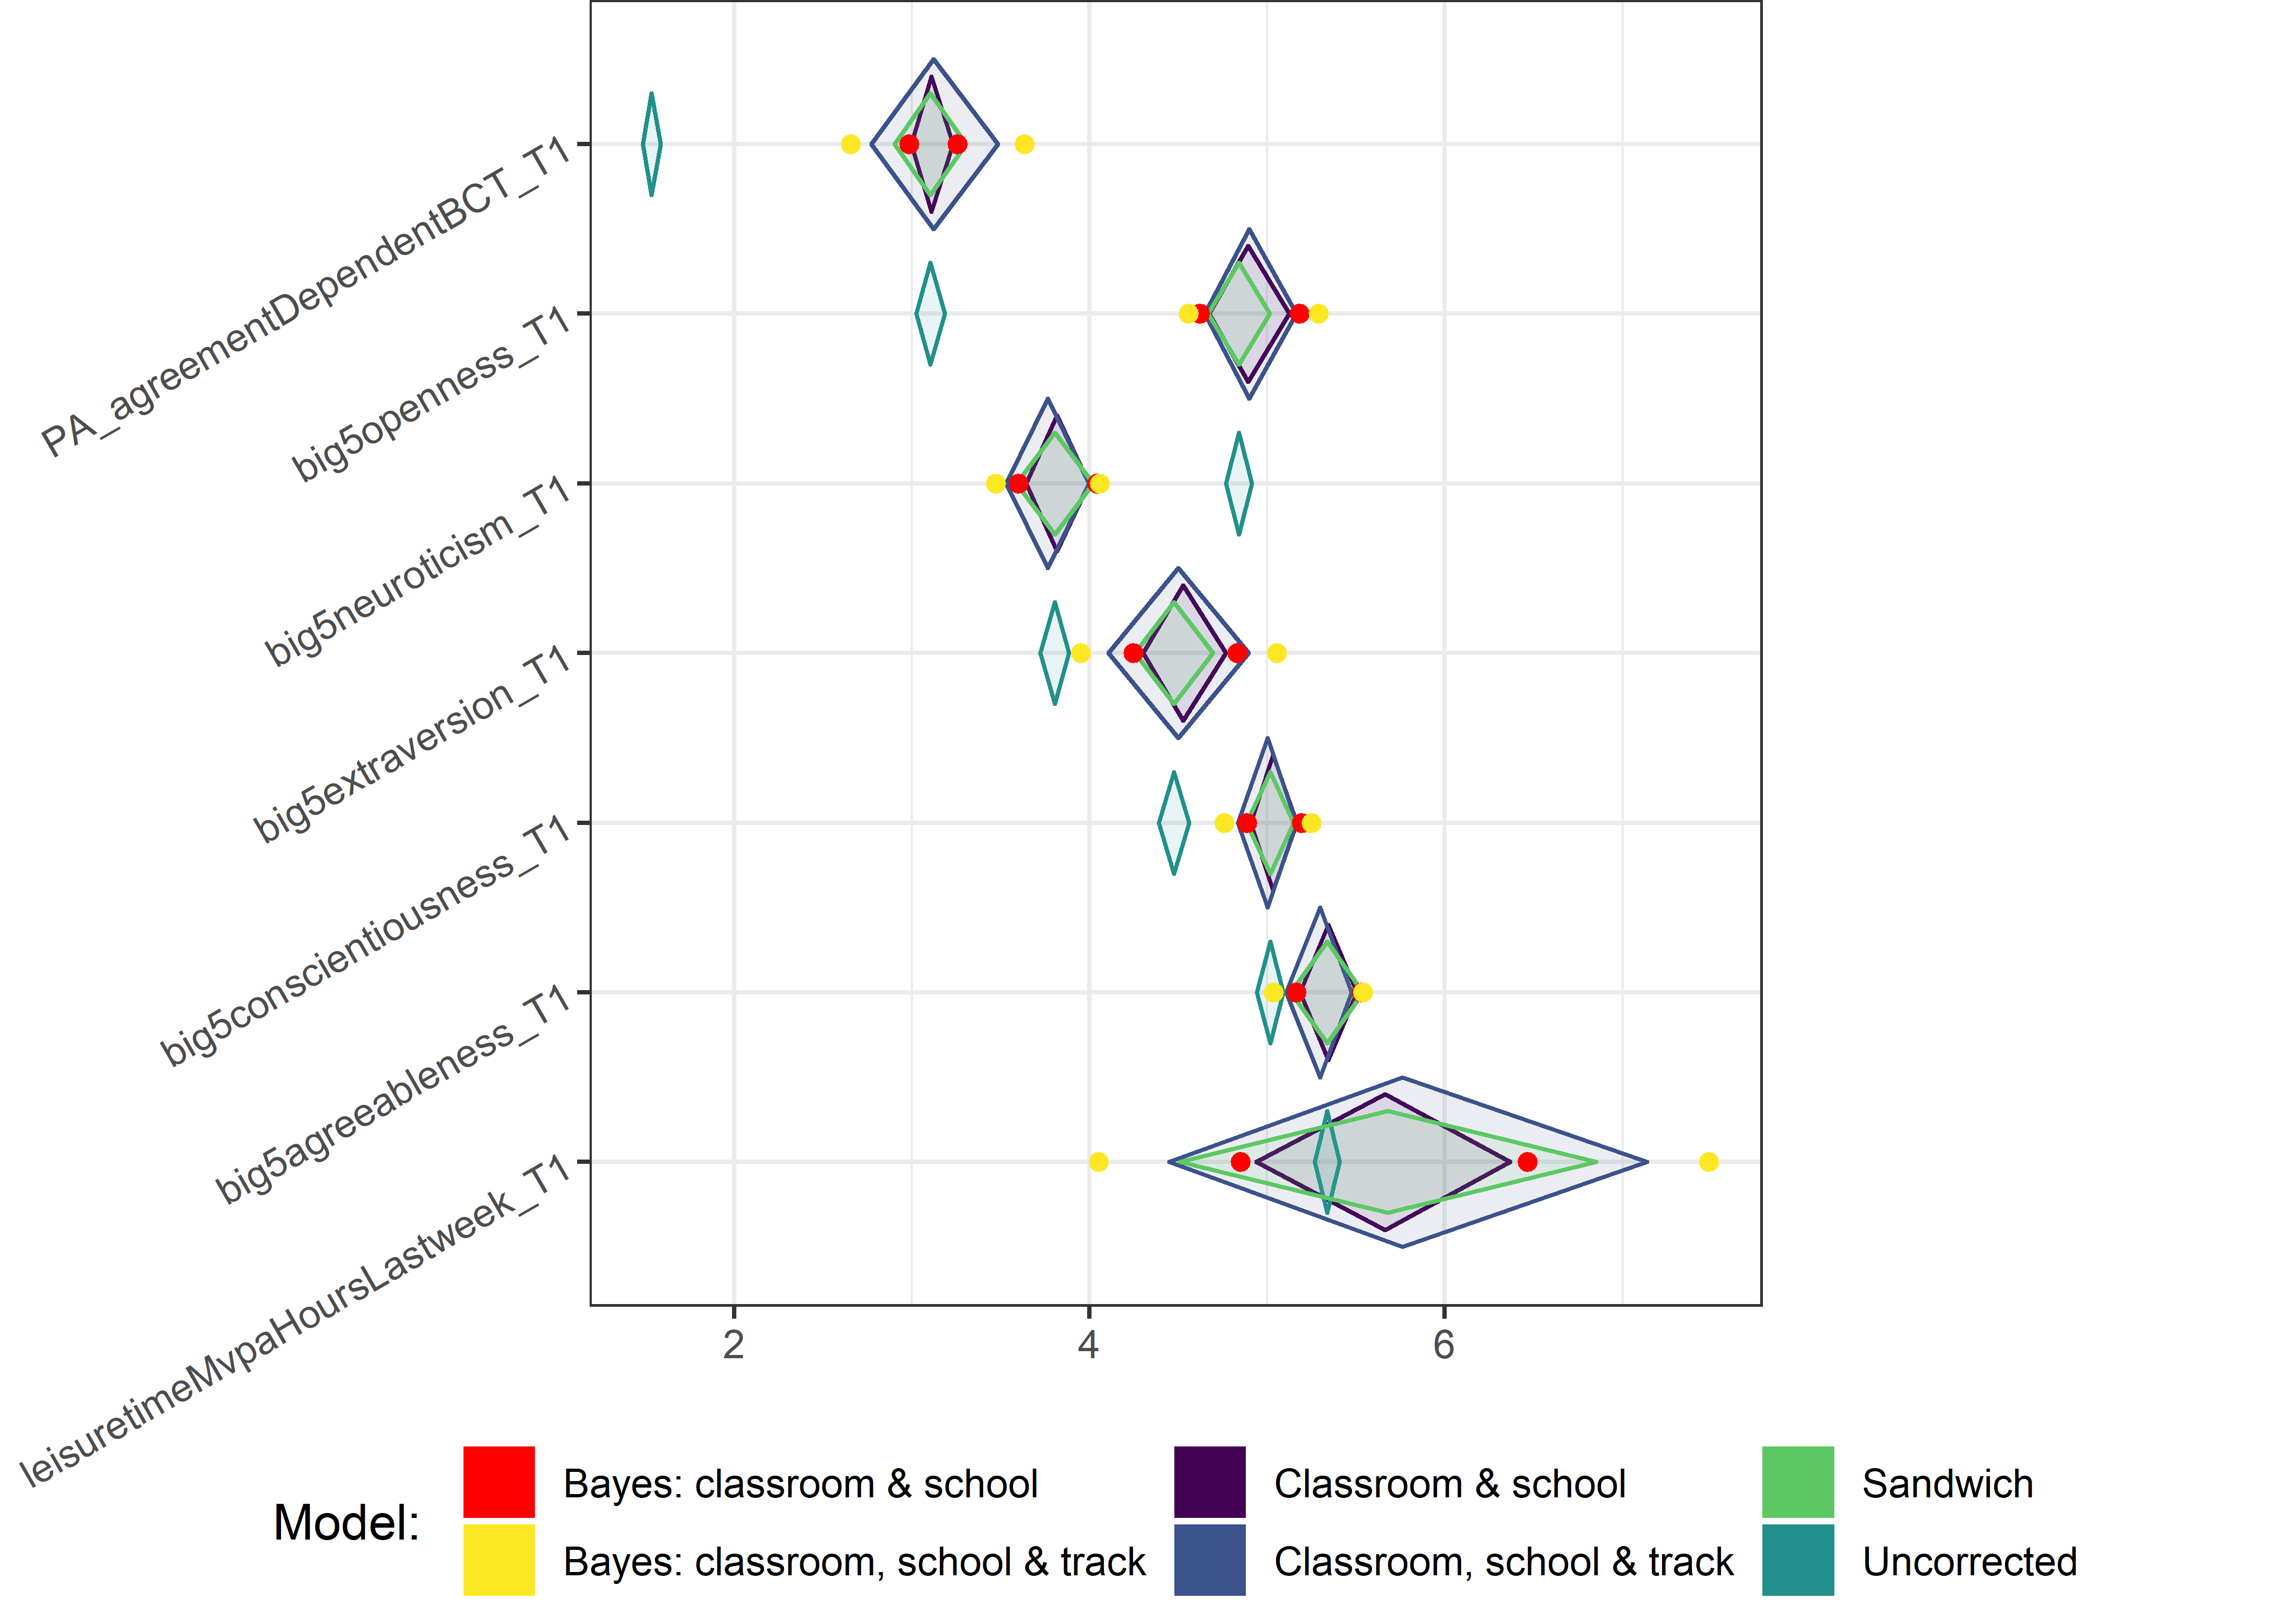 PA_agreementDependentBCT_T1
big5openness_T1
big5neuroticism_T1
big5extraversion_T1
big5conscientiousness_T1
big5agreeableness_T1
leisuretimeMvpaHoursLastweek_T1
2 4 6
Model:
Bayes: classroom & school
Classroom & school
Sandwich
Bayes: classroom, school & track
Classroom, school & track
Uncorrected